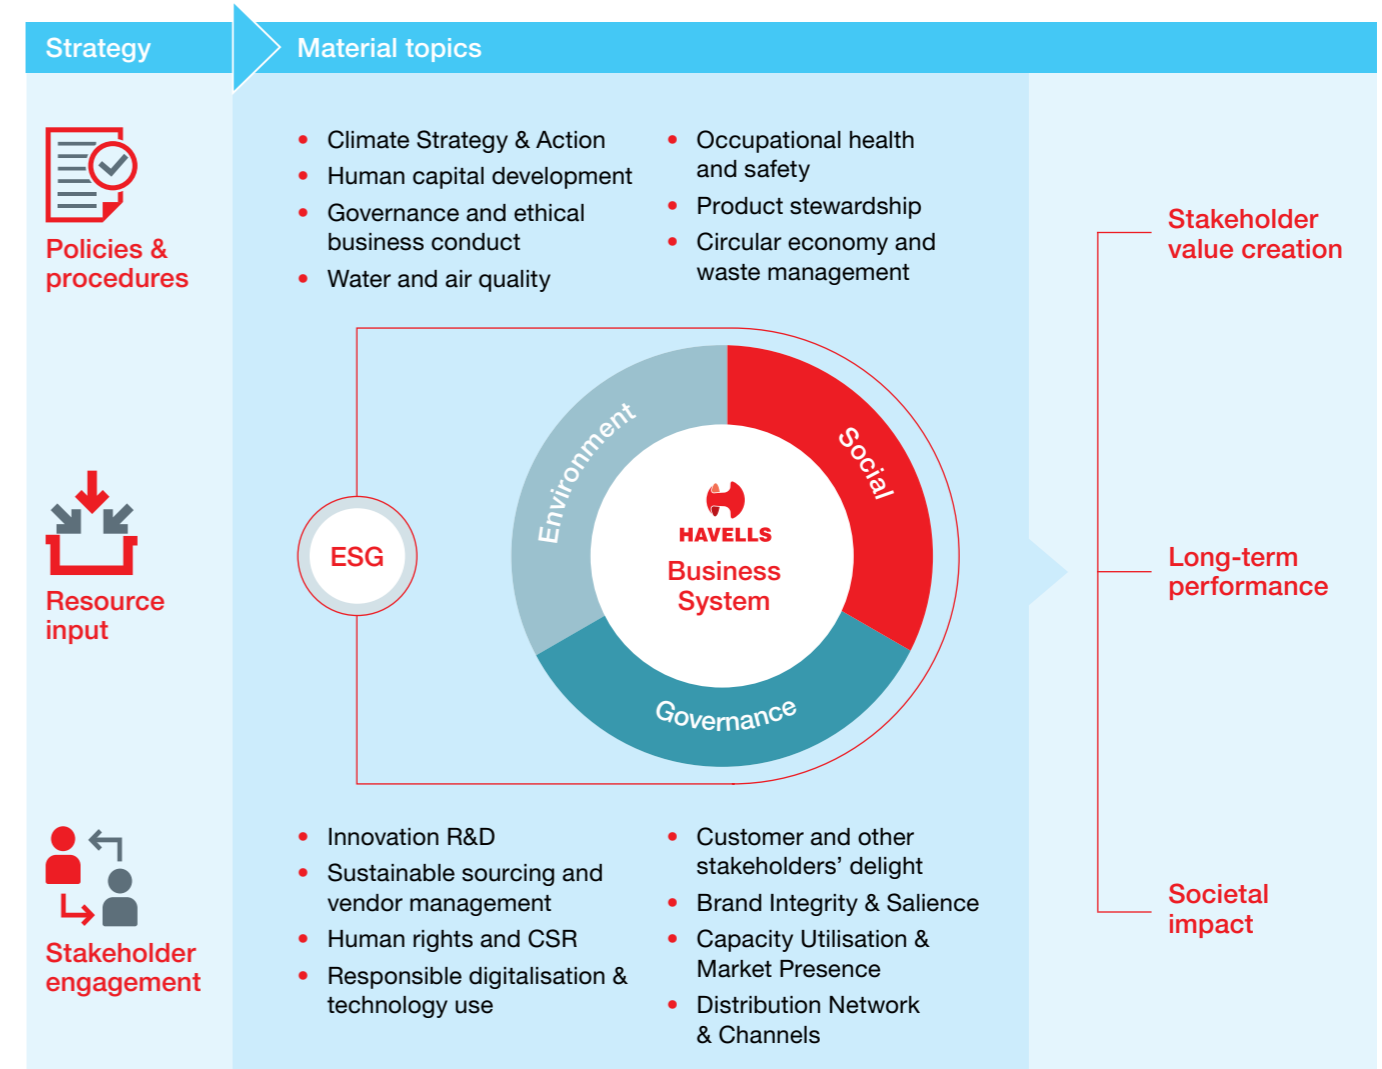 Strategy
Material topics
Policies &
procedures
Resource
input
Stakeholder
engagement
• Climate Strategy & Action
• Human capital development
• Governance and ethical
business conduct
• Water and air quality
• Occupational health
and safety
• Product stewardship
• Circular economy and
waste management
ESG
Environment
Social
Governance
HAVELLS
Business
System
• Innovation R&D
• Sustainable sourcing and
vendor management
• Human rights and CSR
• Responsible digitalisation &
technology use
• Customer and other
stakeholders’ delight
• Brand Integrity & Salience
• Capacity Utilisation &
Market Presence
• Distribution Network
& Channels
Stakeholder
value creation
Long-term
performance
Societal
impact